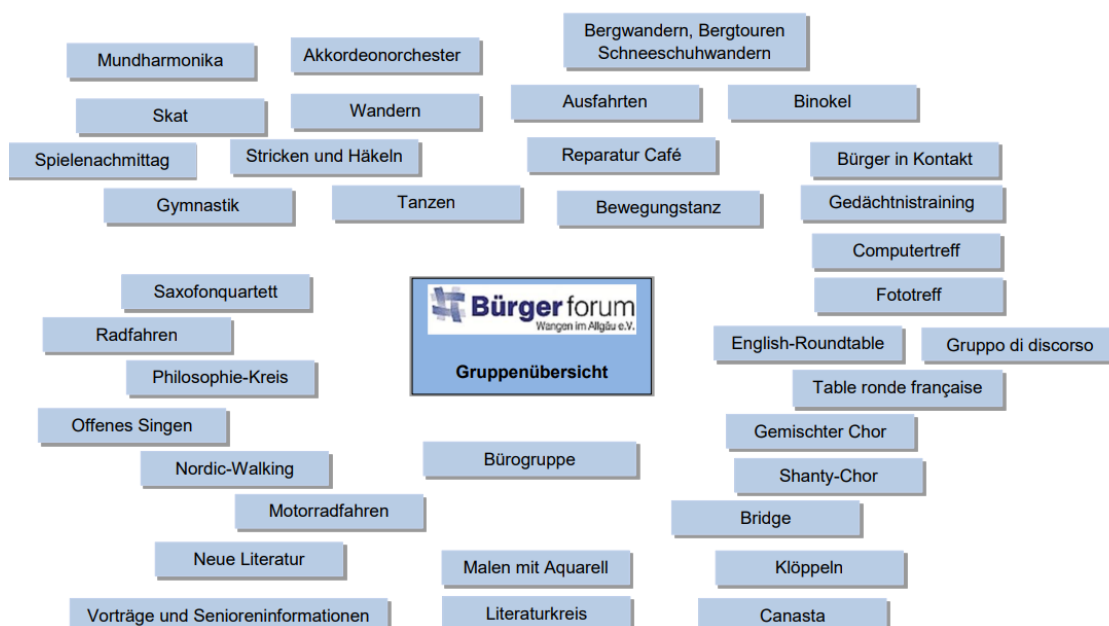 Bergwandern, Bergtouren
Schneeschuhwandern
Mundharmonika
Akkordeonorchester
Skat
Wandern
Ausfahrten
Binokel
Spielenachmittag
Stricken und Häkeln
Reparatur Café
Bürger in Kontakt
Gymnastik
Tanzen
Bewegungstanz
Gedächtnistraining
Computertreff
Saxofonquartett
Fototreff
Bürgerforum
Wangen im Allgäu e.V.
Gruppenübersicht
Radfahren
English-Roundtable
Gruppo di discorso
Philosophie-Kreis
Table ronde française
Offenes Singen
Gemischter Chor
Nordic-Walking
Bürogruppe
Shanty-Chor
Motorradfahren
Bridge
Neue Literatur
Malen mit Aquarell
Klöppeln
Vorträge und Senioreninformationen
Literaturkreis
Canasta